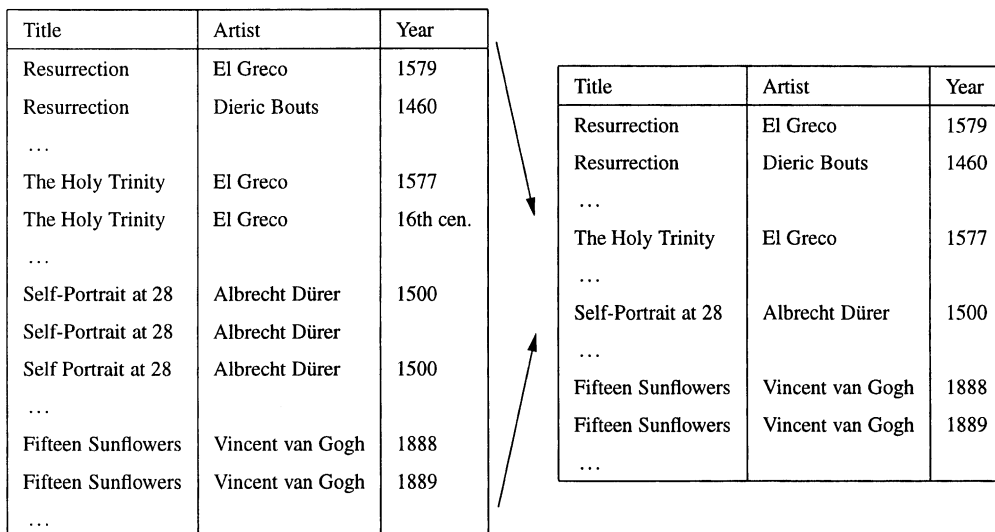 Title Artist Year
Resurrection El Greco 1579
Resurrection Dieric Bouts 1460
...
The Holy Trinity El Greco 1577
The Holy Trinity El Greco 16th cen.
...
Self-Portrait at 28 Albrecht Dürer 1500
Self-Portrait at 28 Albrecht Dürer
Self Portrait at 28 Albrecht Dürer 1500
...
Fifteen Sunflowers Vincent van Gogh 1888
Fifteen Sunflowers Vincent van Gogh 1889
...
Title Artist Year
Resurrection El Greco 1579
Resurrection Dieric Bouts 1460
...
The Holy Trinity El Greco 1577
...
Self-Portrait at 28 Albrecht Dürer 1500
...
Fifteen Sunflowers Vincent van Gogh 1888
Fifteen Sunflowers Vincent van Gogh 1889
...